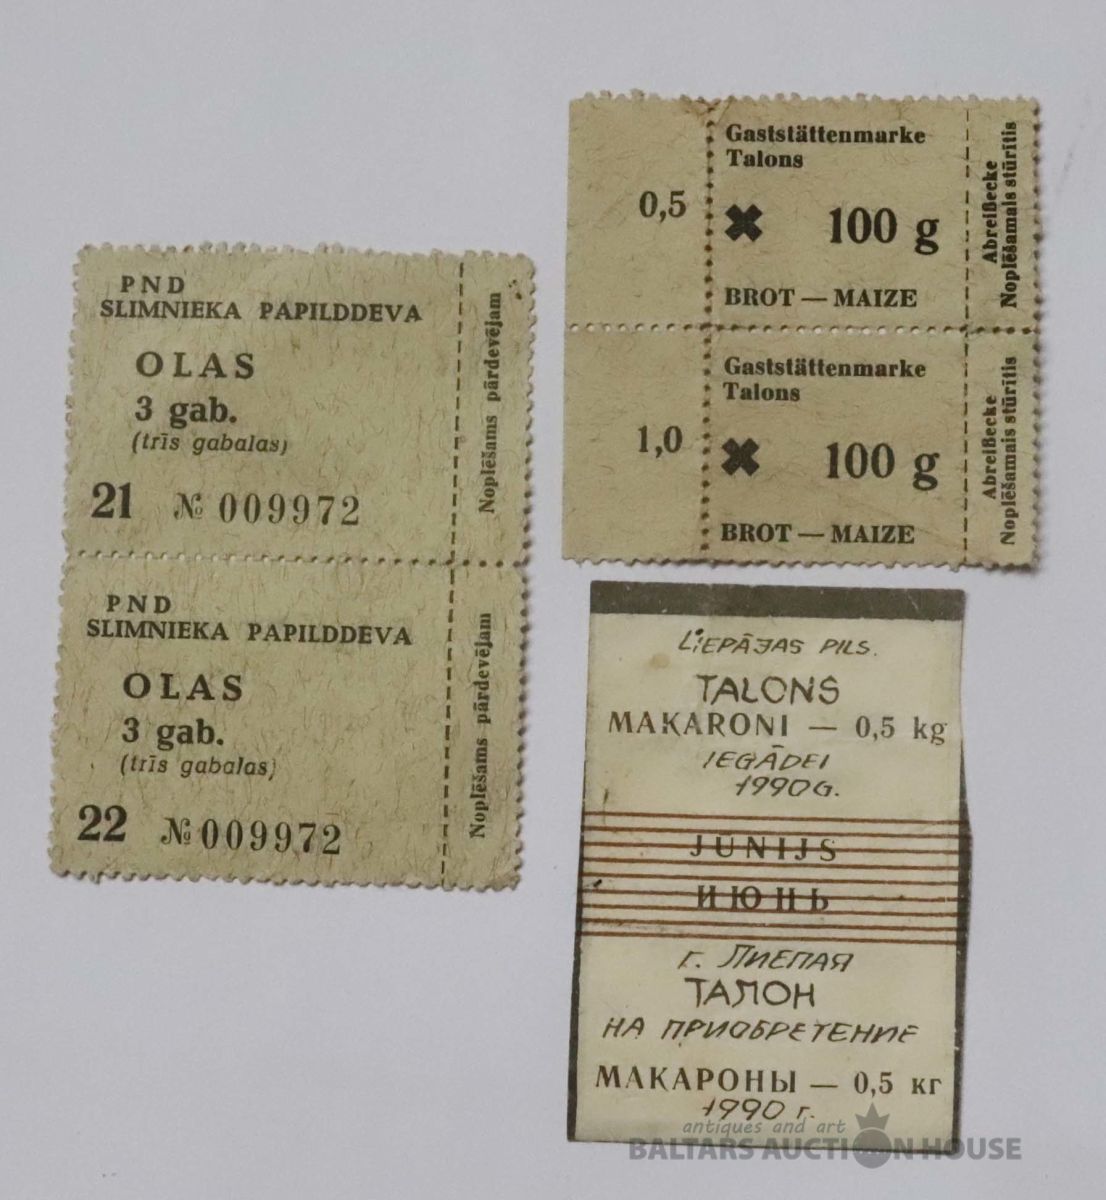 PND
SLIMNIEKA PAPILDDEVA
OLAS
3 gab.
(trīs gabalas)
21 № 009972
Noplēšams pārdevējam
PND
SLIMNIEKA PAPILDDEVA
OLAS
3 gab.
(trīs gabalas)
22 № 009972
Noplēšams pārdevējam
0,5
Gaststättenmarke
Talons
✖ 100 g
BROT — MAIZE
Abreißecke
Noplēšamais stūrītis
1,0
Gaststättenmarke
Talons
✖ 100 g
BROT — MAIZE
Abreißecke
Noplēšamais stūrītis
LIEPĀJAS PILS.
TALONS
MAKARONI — 0,5 kg
IEGĀDEI
1990G.
JŪNIJS
ИЮНЬ
г. ЛИЕПАЯ
ТАЛОН
НА ПРИОБРЕТЕНИЕ
МАКАРОНЫ — 0,5 кг
1990 г.
antiques and art
BALTARS AUCTION HOUSE